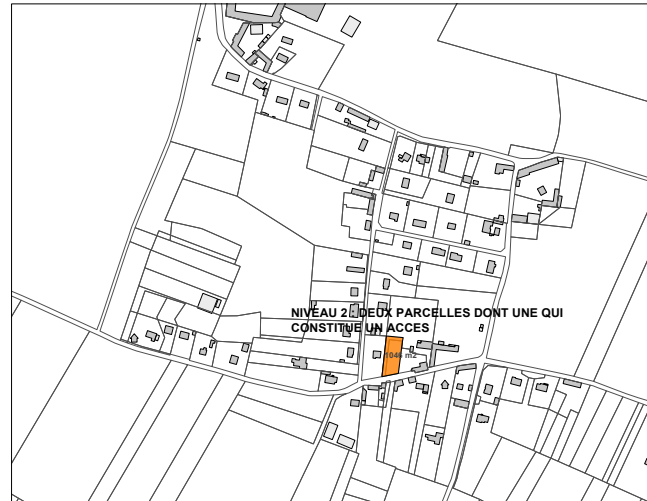 NIVEAU 2 : DEUX PARCELLES DONT UNE QUI
CONSTITUE UN ACCES
1046 m2